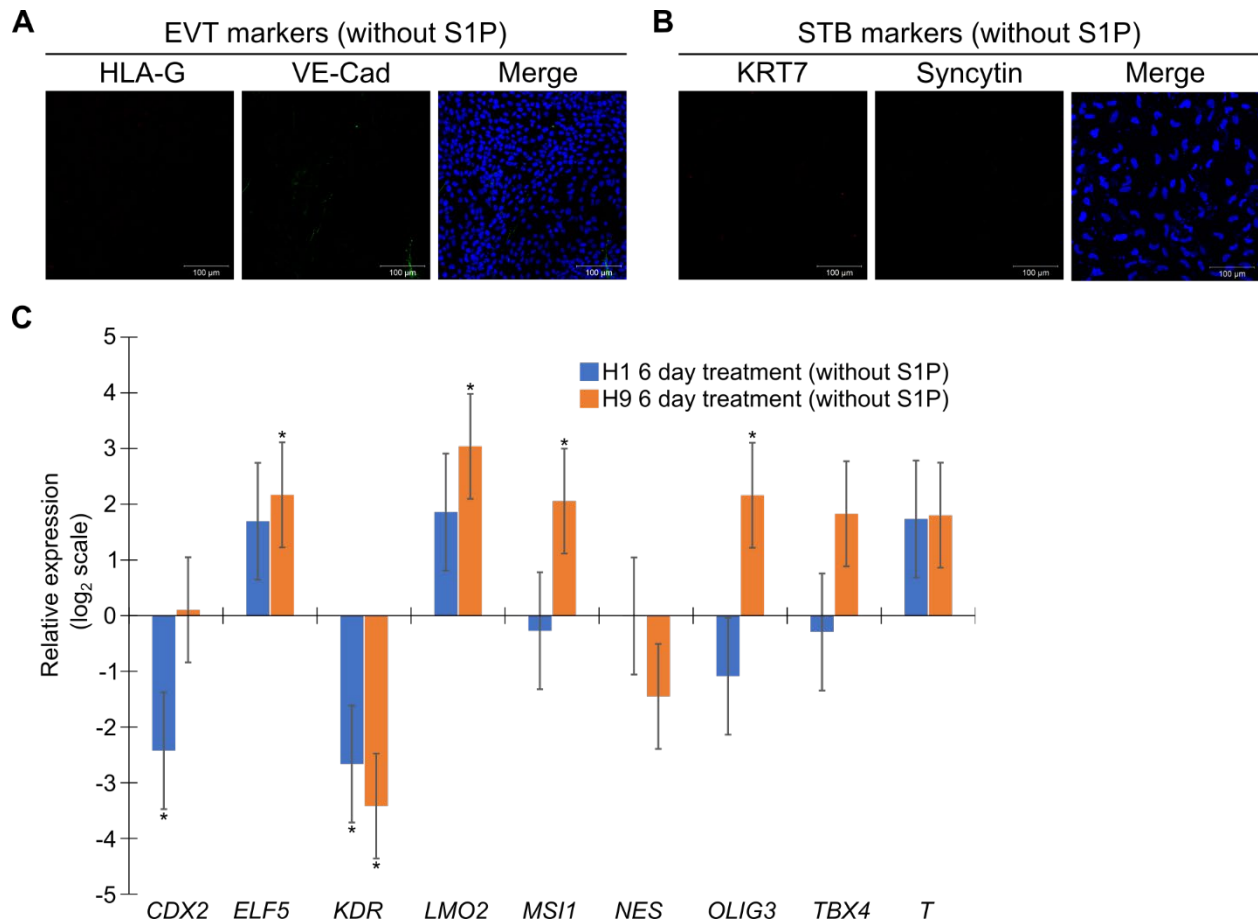 A
EVT markers (without S1P)
HLA-G VE-Cad Merge
100 µm 100 µm 100 µm
B
STB markers (without S1P)
KRT7 Syncytin Merge
100 µm 100 µm 100 µm
C
Relative expression
(log₂ scale)
5
4
3
2
1
0
-1
-2
-3
-4
-5
H1 6 day treatment (without S1P)
H9 6 day treatment (without S1P)
* * * * * * * *
CDX2 ELF5 KDR LMO2 MSI1 NES OLIG3 TBX4 T